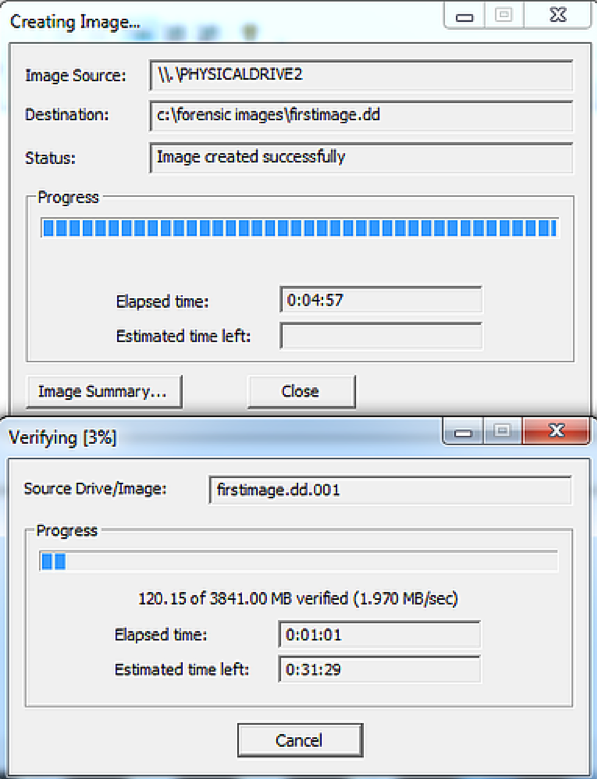 Creating Image...
Image Source: \\.\PHYSICALDRIVE2
Destination: c:\forensic images\firstimage.dd
Status: Image created successfully
Progress
Elapsed time: 0:04:57
Estimated time left:
Image Summary... Close
Verifying [3%]
Source Drive/Image: firstimage.dd.001
Progress
120.15 of 3841.00 MB verified (1.970 MB/sec)
Elapsed time: 0:01:01
Estimated time left: 0:31:29
Cancel